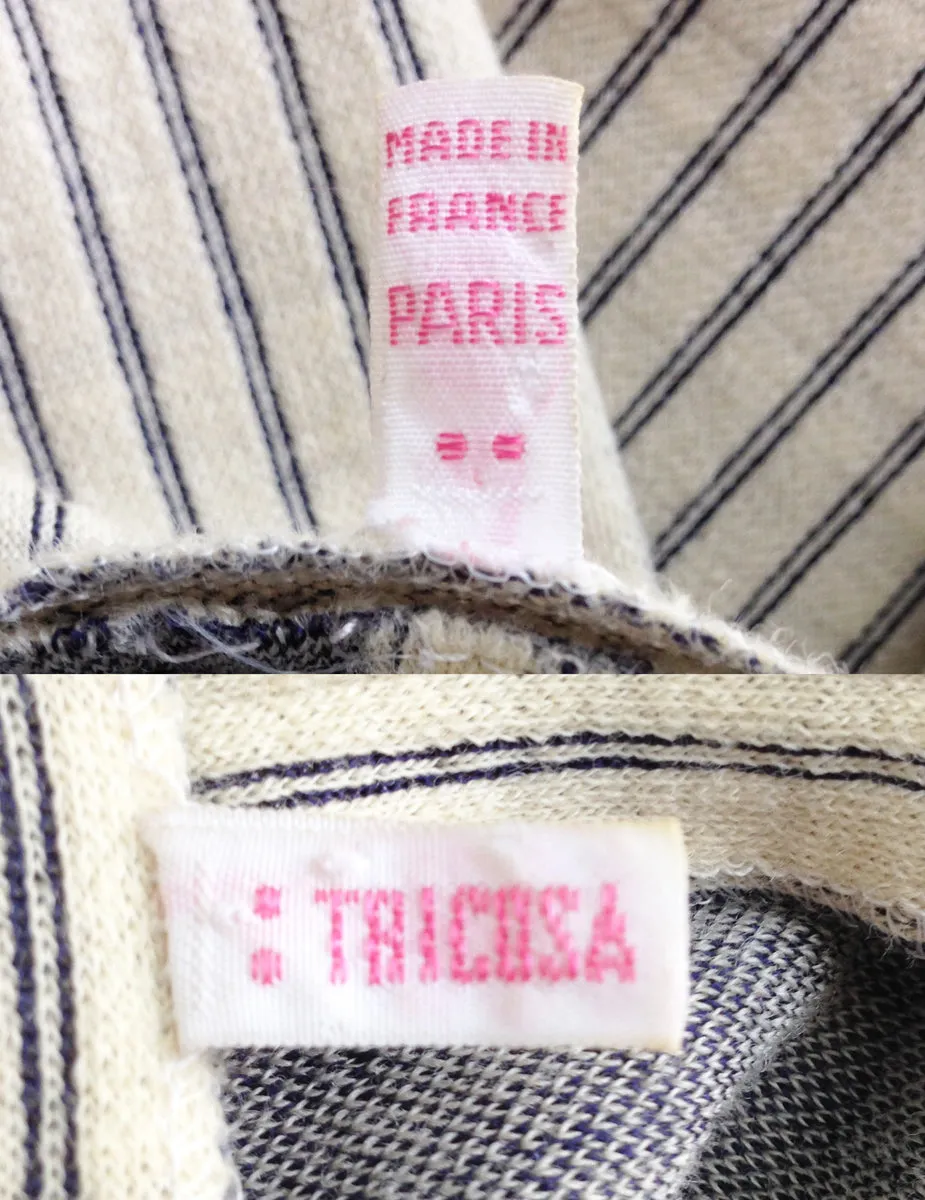 MADE IN
FRANCE
PARIS
: TRICOSA